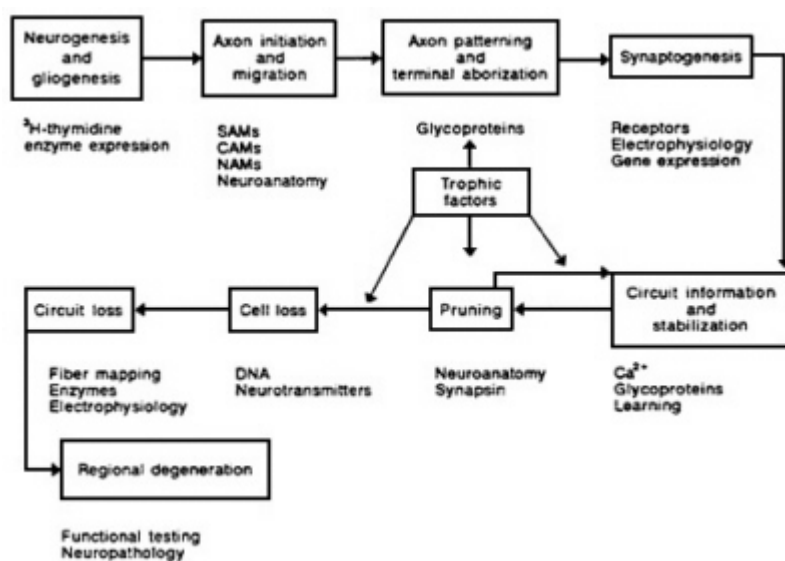 Neurogenesis
and
gliogenesis
Axon initiation
and
migration
Axon patterning
and
terminal aborization
Synaptogenesis
³H-thymidine
enzyme expression
SAMs
CAMs
NAMs
Neuroanatomy
Glycoproteins
Receptors
Electrophysiology
Gene expression
Trophic
factors
Circuit loss
Cell loss
Pruning
Circuit information
and
stabilization
Fiber mapping
Enzymes
Electrophysiology
DNA
Neurotransmitters
Neuroanatomy
Synapsin
Ca²⁺
Glycoproteins
Learning
Regional degeneration
Functional testing
Neuropathology